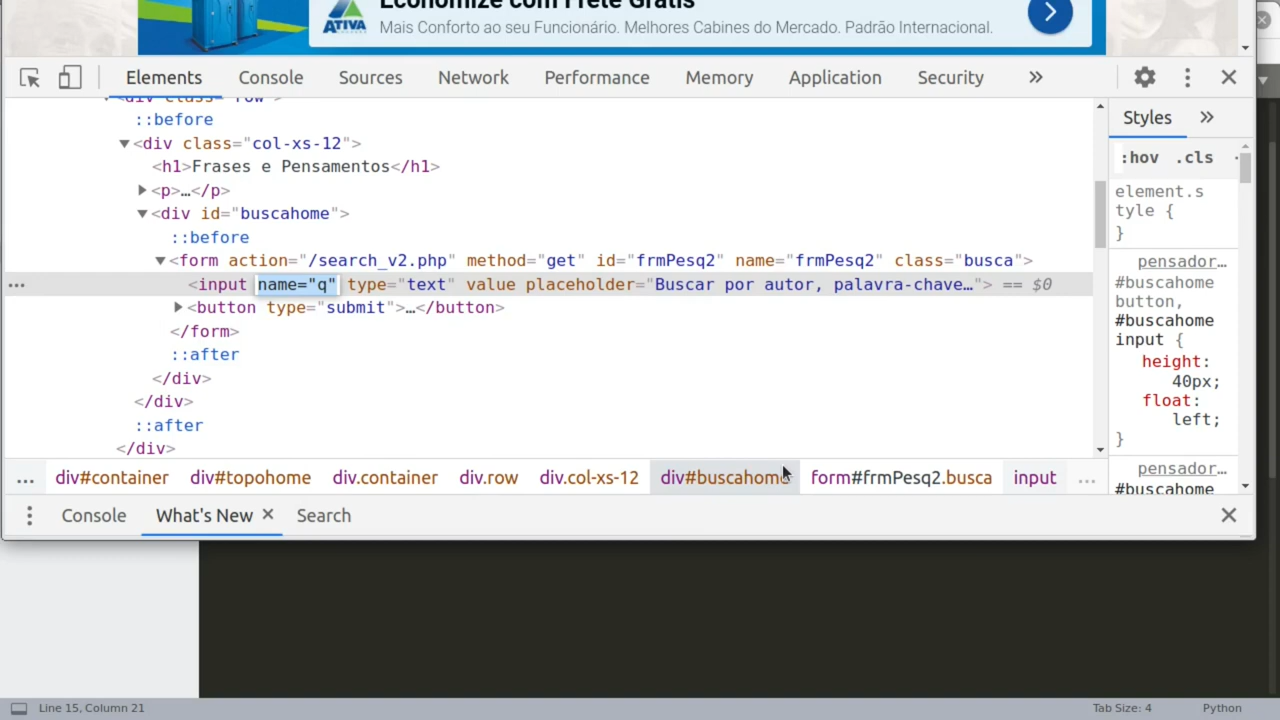 Economize com Frete Grátis
ATIVA
Mais Conforto ao seu Funcionário. Melhores Cabines do Mercado. Padrão Internacional.
Elements Console Sources Network Performance Memory Application Security »
<div class="row">
::before
▼<div class="col-xs-12">
<h1>Frases e Pensamentos</h1>
▶<p>…</p>
▼<div id="buscahome">
::before
▼<form action="/search_v2.php" method="get" id="frmPesq2" name="frmPesq2" class="busca">
… <input name="q" type="text" value placeholder="Buscar por autor, palavra-chave…"> == $0
▶<button type="submit">…</button>
</form>
::after
</div>
</div>
::after
</div>
Styles »
:hov .cls
element.s
tyle {
}
pensador…
#buscahome
button,
#buscahome
input {
height:
40px;
float:
left;
}
pensador…
#buscahome
… div#container div#topohome div.container div.row div.col-xs-12 div#buscahome form#frmPesq2.busca input …
Console What's New × Search
Line 15, Column 21
Tab Size: 4 Python